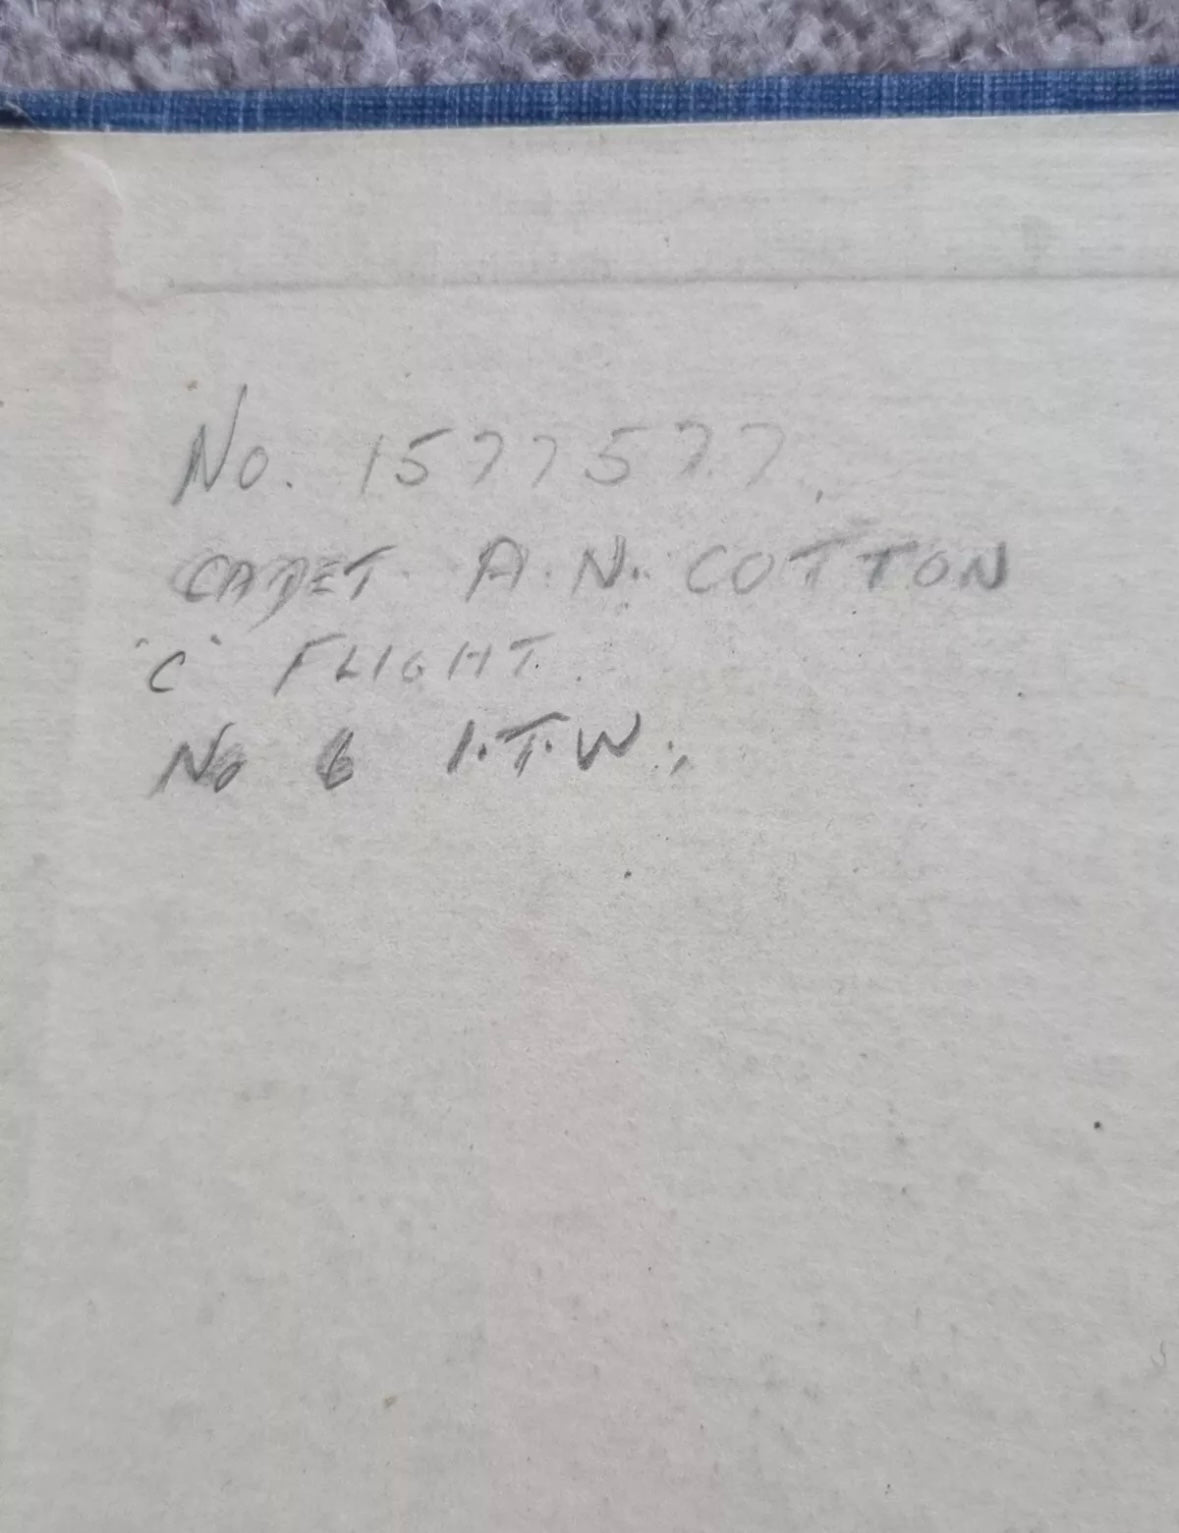 No. 1577577.
CADET. A. N. COTTON
"C" FLIGHT.
No 6 I.T.W.